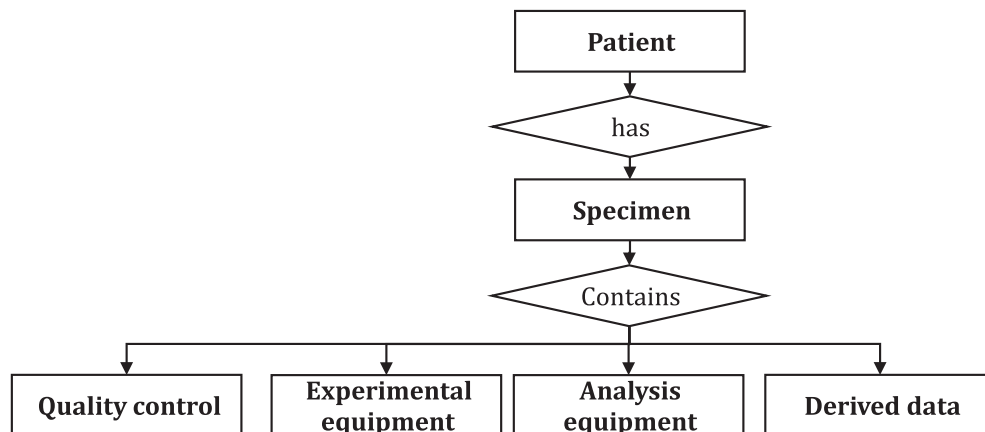 Patient
has
Specimen
Contains
Quality control
Experimental
equipment
Analysis
equipment
Derived data